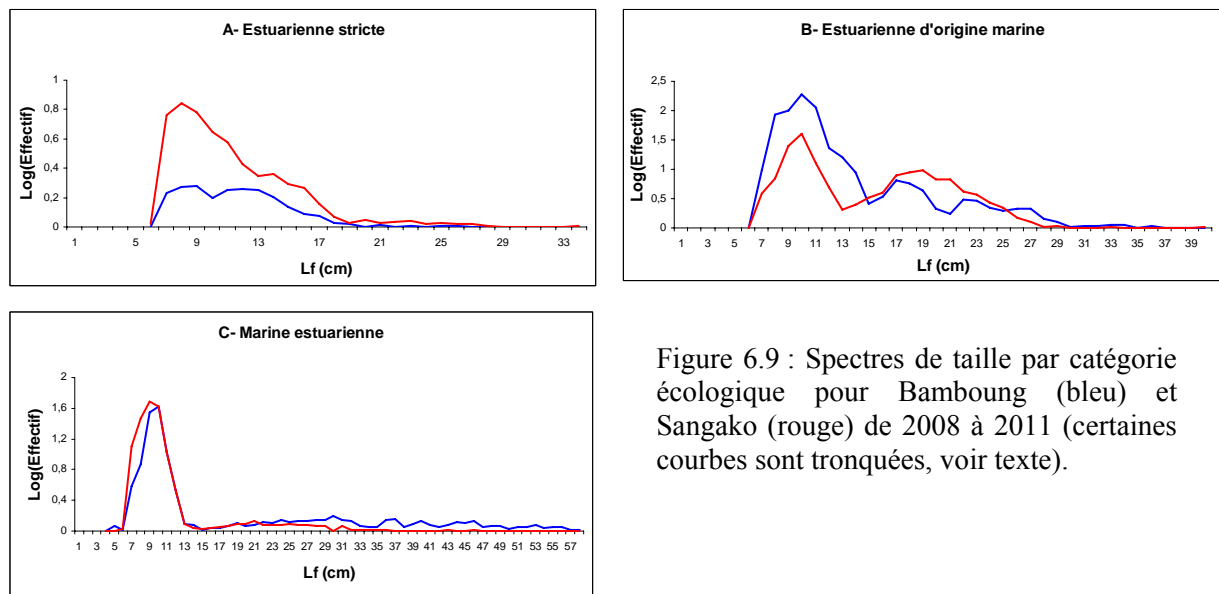 A- Estuarienne stricte
Log(Effectif)
1
0,8
0,6
0,4
0,2
0
1 5 9 13 17 21 25 29 33
Lf (cm)
B- Estuarienne d'origine marine
Log(Effectif)
2,5
2
1,5
1
0,5
0
1 3 5 7 9 11 13 15 17 19 21 23 25 27 29 31 33 35 37 39
Lf (cm)
C- Marine estuarienne
Log(Effectif)
2
1,6
1,2
0,8
0,4
0
1 3 5 7 9 11 13 15 17 19 21 23 25 27 29 31 33 35 37 39 41 43 45 47 49 51 53 55 57
Lf (cm)
Figure 6.9 : Spectres de taille par catégorie
écologique pour Bamboung (bleu) et
Sangako (rouge) de 2008 à 2011 (certaines
courbes sont tronquées, voir texte).